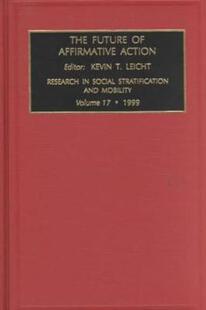 THE FUTURE OF
AFFIRMATIVE ACTION
Editor: KEVIN T. LEICHT
RESEARCH IN SOCIAL STRATIFICATION
AND MOBILITY
Volume 17 • 1999